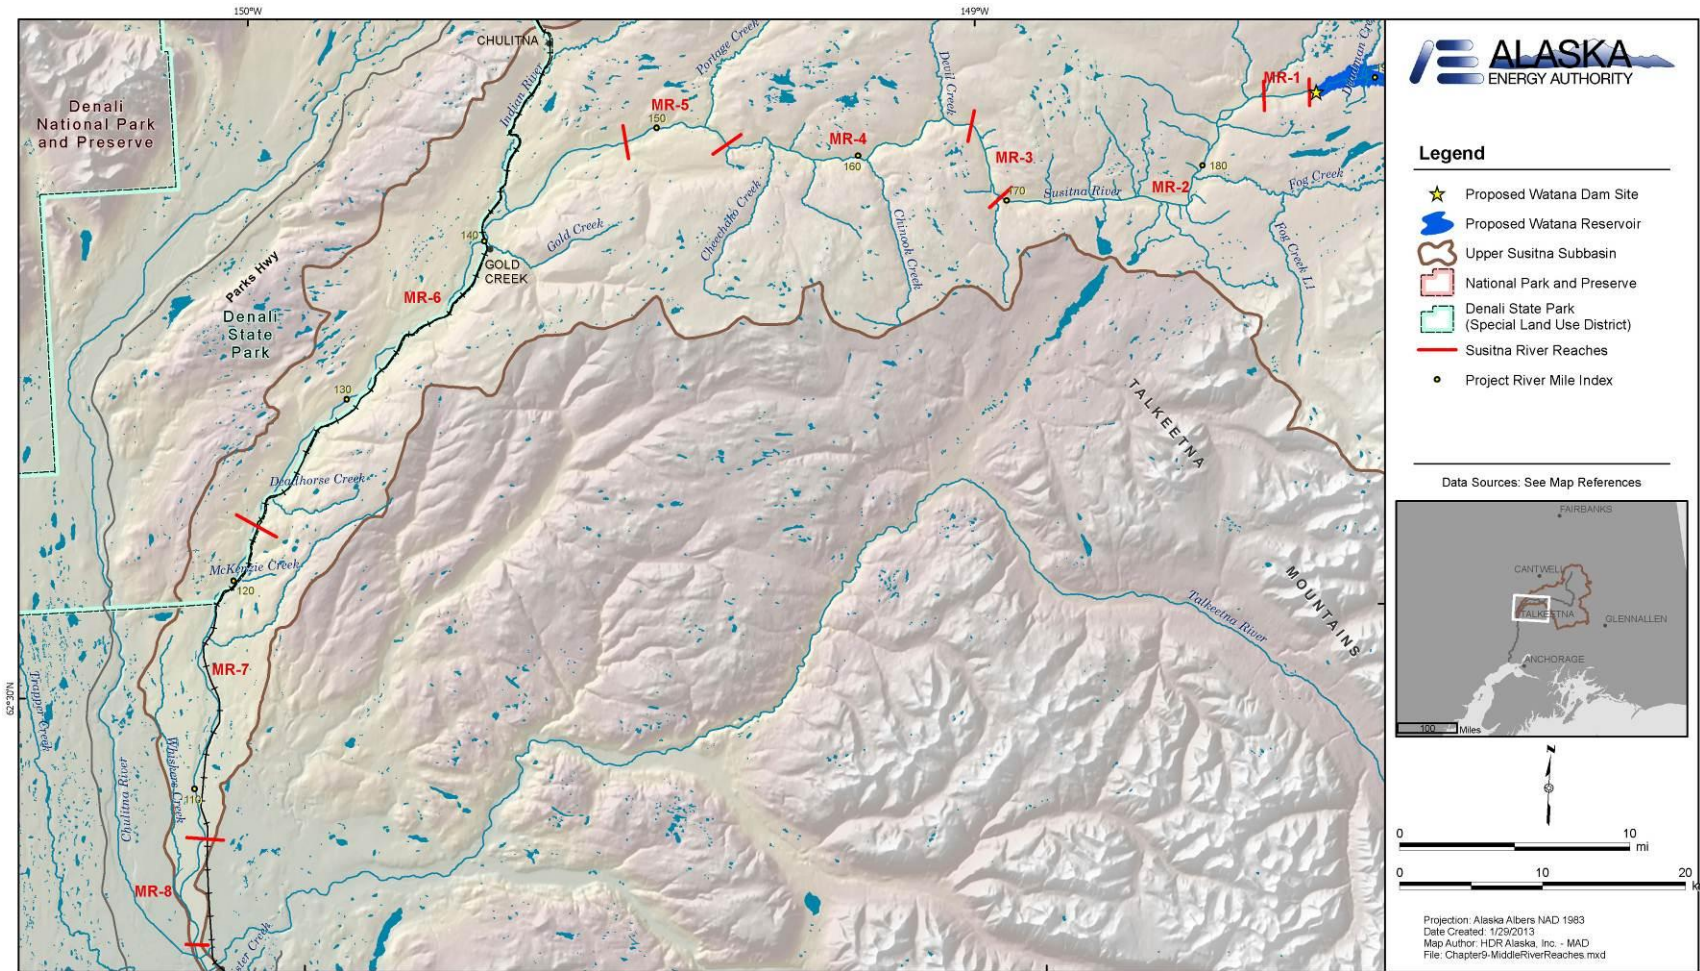 150°W
149°W
62°30'N
CHULITNA
Indian River
Portage Creek
Devil Creek
MR-1
Denali
National Park
and Preserve
MR-5
150
MR-4
160
MR-3
170
Susitna River
MR-2
180
Fog Creek
Cheechako Creek
Chinook Creek
Gold Creek
140
GOLD
CREEK
Parks Hwy
MR-6
Denali
State
Park
130
TALKEETNA
MOUNTAINS
Deadhorse Creek
McKenzie Creek
120
Talkeetna River
MR-7
Trapper Creek
Chulitna River
Whiskers Creek
110
MR-8
ALASKA
ENERGY AUTHORITY
Legend
Proposed Watana Dam Site
Proposed Watana Reservoir
Upper Susitna Subbasin
National Park and Preserve
Denali State Park
(Special Land Use District)
Susitna River Reaches
Project River Mile Index
Data Sources: See Map References
FAIRBANKS
CANTWELL
TALKEETNA
GLENNALLEN
ANCHORAGE
100 Miles
N
0 10
mi
0 10 20
Projection: Alaska Albers NAD 1983
Date Created: 1/29/2013
Map Author: HDR Alaska, Inc. - MAD
File: Chapter9-MiddleRiverReaches.mxd